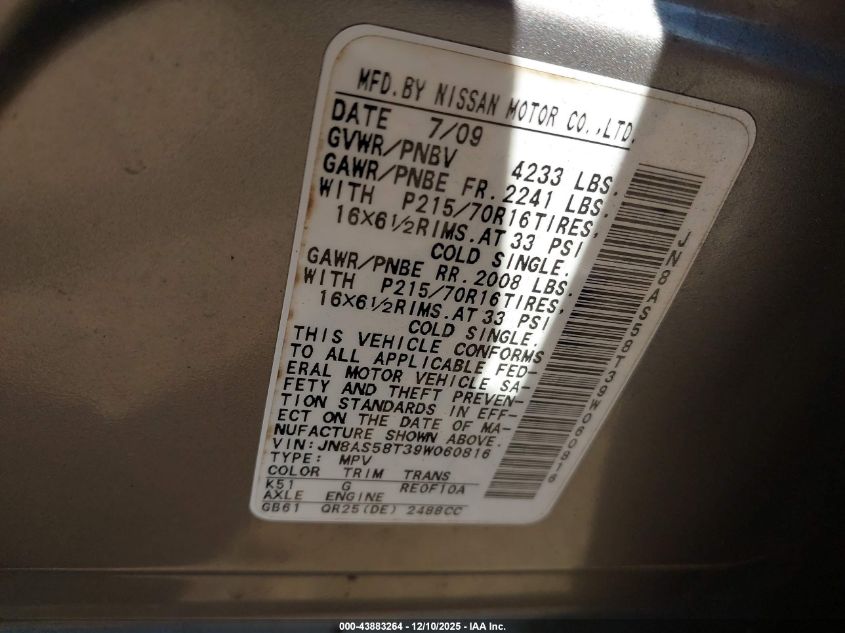 MFD.BY NISSAN MOTOR CO.,LTD.
DATE 7/09
GVWR/PNBV 4233 LBS.
GAWR/PNBE FR. 2241 LBS.
WITH P215/70R16TIRES,
16X6½RIMS.AT 33 PSI
COLD SINGLE.
GAWR/PNBE RR. 2008 LBS.
WITH P215/70R16TIRES,
16X6½RIMS.AT 33 PSI
COLD SINGLE.
THIS VEHICLE CONFORMS
TO ALL APPLICABLE FED-
ERAL MOTOR VEHICLE SA-
FETY AND THEFT PREVEN-
TION STANDARDS IN EFF-
ECT ON THE DATE OF MA-
NUFACTURE SHOWN ABOVE.
VIN:JN8AS58T39W060816
TYPE: MPV
COLOR TRIM TRANS
K51 G RE0F10A
AXLE ENGINE
GB61 QR25(DE) 2488CC
JN8AS58T39W060816
000-43883264 - 12/10/2025 - IAA Inc.